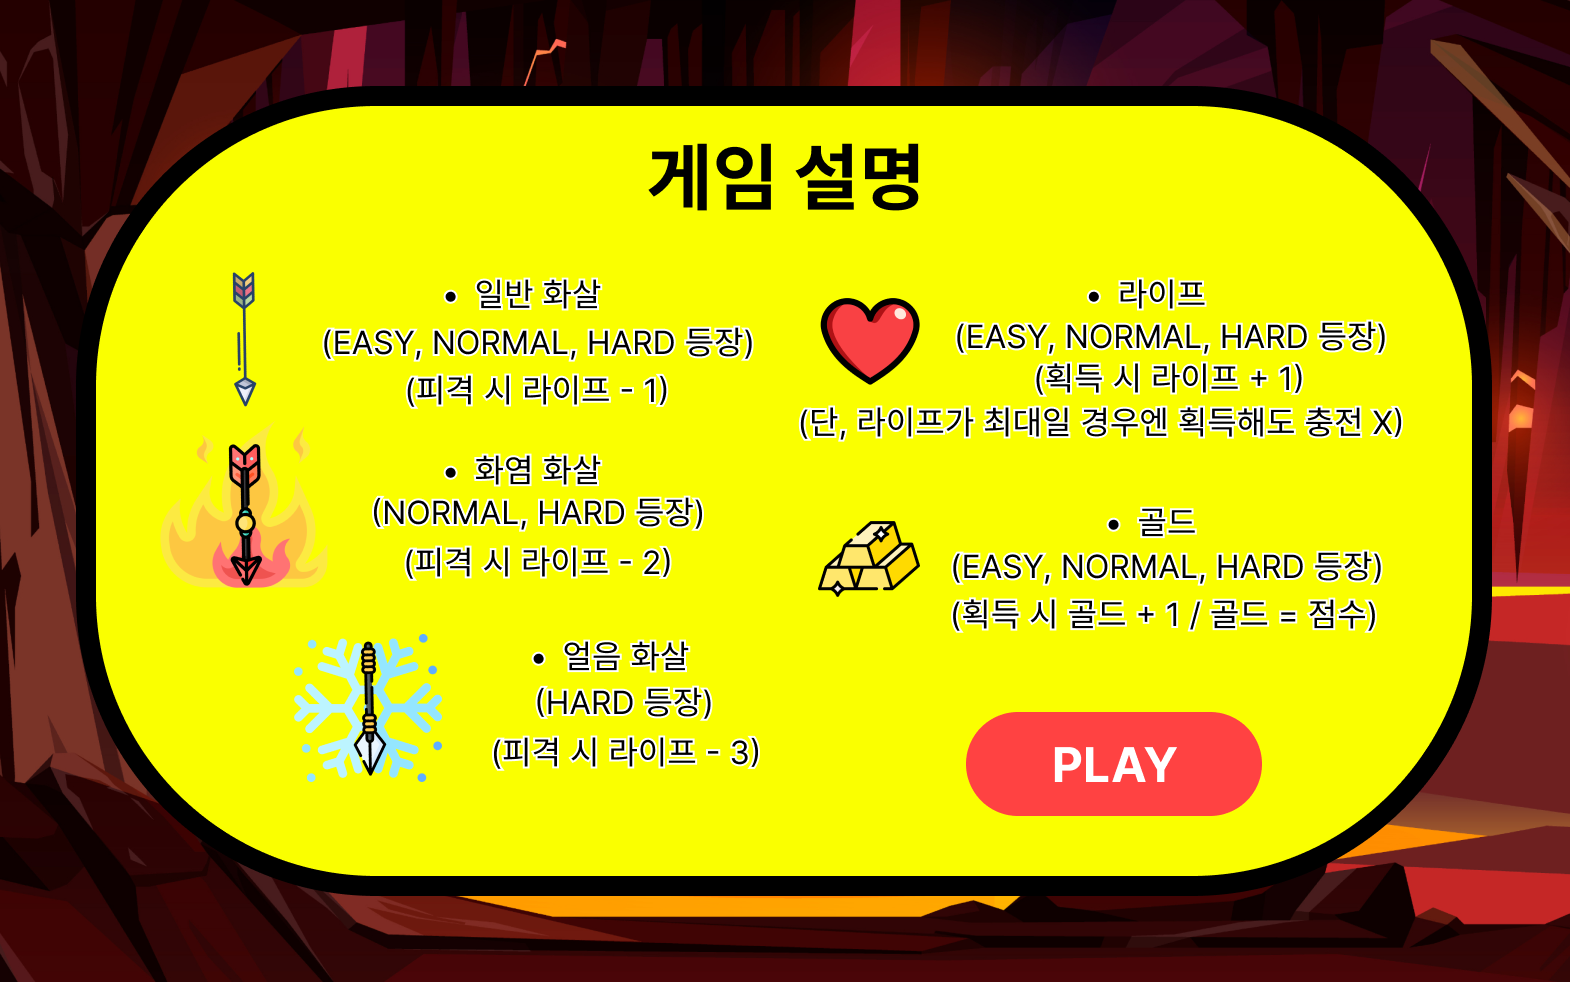 게임 설명
• 일반 화살
(EASY, NORMAL, HARD 등장)
(피격 시 라이프 - 1)
• 화염 화살
(NORMAL, HARD 등장)
(피격 시 라이프 - 2)
• 얼음 화살
(HARD 등장)
(피격 시 라이프 - 3)
• 라이프
(EASY, NORMAL, HARD 등장)
(획득 시 라이프 + 1)
(단, 라이프가 최대일 경우엔 획득해도 충전 X)
• 골드
(EASY, NORMAL, HARD 등장)
(획득 시 골드 + 1 / 골드 = 점수)
PLAY